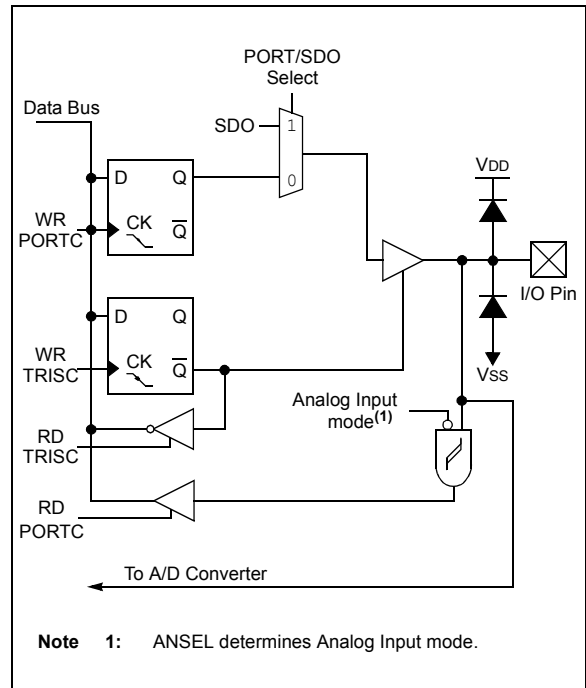 PORT/SDO
Select
Data Bus
SDO
1
0
VDD
D
Q
WR
PORTC
CK
Q
I/O Pin
D
Q
WR
TRISC
CK
Q
VSS
Analog Input
mode(1)
RD
TRISC
RD
PORTC
To A/D Converter
Note 1: ANSEL determines Analog Input mode.